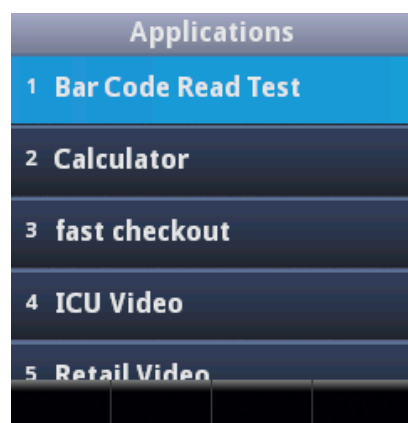 Applications
1 Bar Code Read Test
2 Calculator
3 fast checkout
4 ICU Video
5 Retail Video